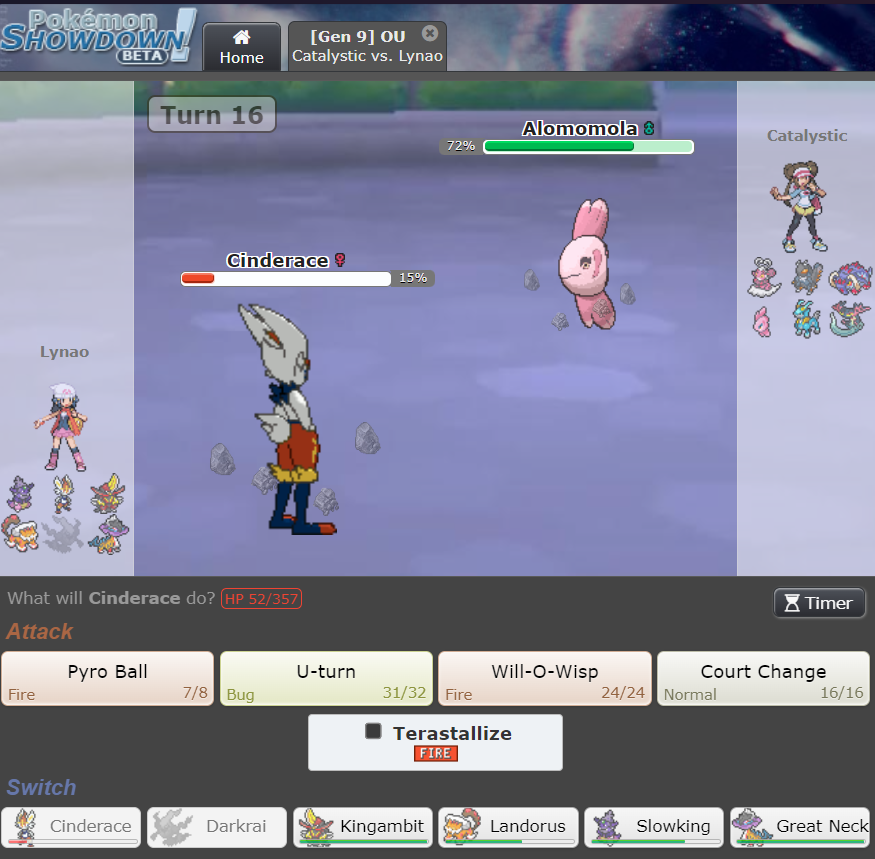 Pokémon
SHOWDOWN!
BETA
Home
[Gen 9] OU
Catalystic vs. Lynao
Turn 16
Alomomola
72%
Catalystic
Cinderace
15%
Lynao
What will Cinderace do? HP 52/357
Timer
Attack
Pyro Ball
Fire 7/8
U-turn
Bug 31/32
Will-O-Wisp
Fire 24/24
Court Change
Normal 16/16
Terastallize
FIRE
Switch
Cinderace
Darkrai
Kingambit
Landorus
Slowking
Great Neck